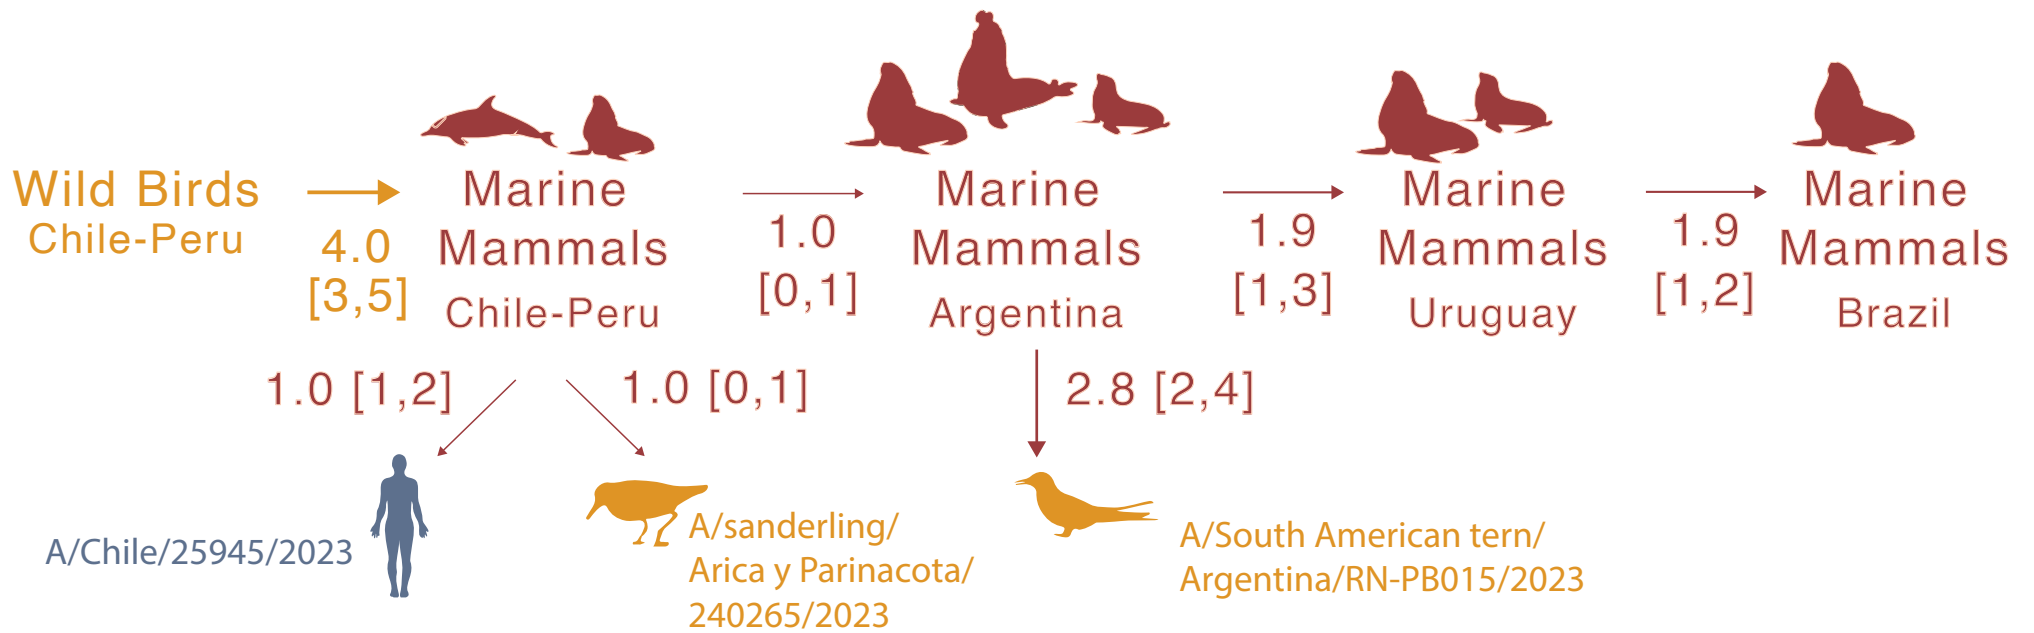 Wild Birds
Chile-Peru
4.0
[3,5]
Marine
Mammals
Chile-Peru
1.0
[0,1]
Marine
Mammals
Argentina
1.9
[1,3]
Marine
Mammals
Uruguay
1.9
[1,2]
Marine
Mammals
Brazil
1.0 [1,2]
1.0 [0,1]
2.8 [2,4]
A/Chile/25945/2023
A/sanderling/
Arica y Parinacota/
240265/2023
A/South American tern/
Argentina/RN-PB015/2023